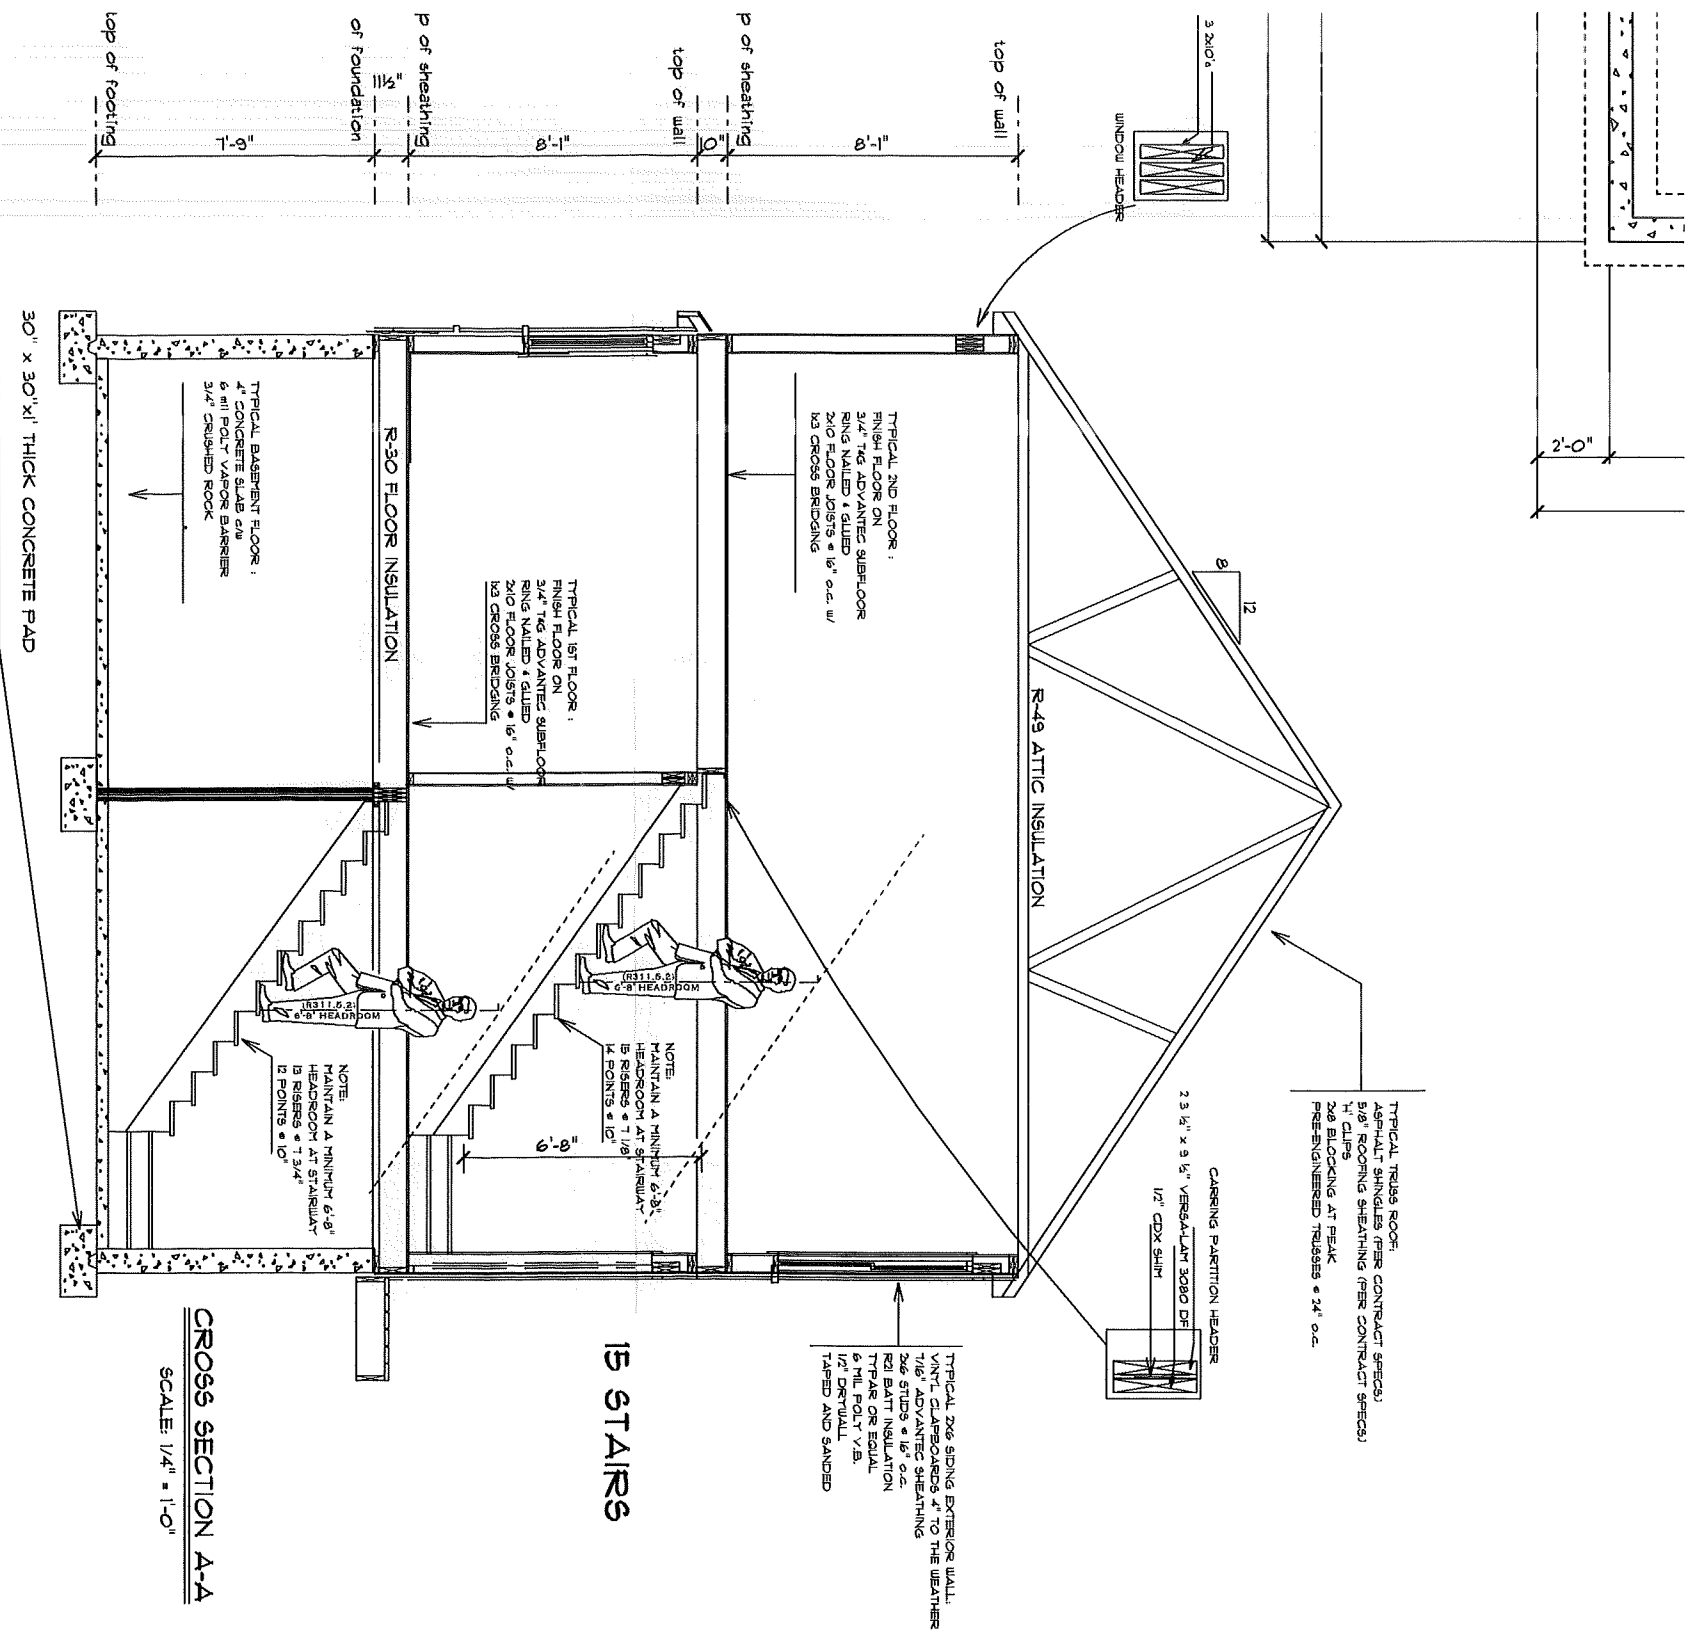 TYPICAL TRUSS ROOF:
ASPHALT SHINGLES (PER CONTRACT SPECS.)
5/8" ROOFING SHEATHING (PER CONTRACT SPECS.)
'H' CLIPS
2x8 BLOCKING AT PEAK
PRE-ENGINEERED TRUSSES @ 24" o.c.
8
12
3 2x10's
WINDOW HEADER
CARRING PARTITION HEADER
2 3 1/2" x 9 1/2" VERSA-LAM 3080 DF
1/2" CDX SHIM
R-49 ATTIC INSULATION
top of wall
8'-1"
p of sheathing
10"
top of wall
8'-1"
p of sheathing
11 1/2"
of foundation
7'-9"
top of footing
2'-0"
TYPICAL 2ND FLOOR :
FINISH FLOOR ON
3/4" T&G ADVANTEC SUBFLOOR
RING NAILED & GLUED
2x10 FLOOR JOISTS @ 16" o.c. w/
1x3 CROSS BRIDGING
TYPICAL 2X6 SIDING EXTERIOR WALL:
VINYL CLAPBOARDS 4" TO THE WEATHER
7/16" ADVANTEC SHEATHING
2x6 STUDS @ 16" o.c.
R21 BATT INSULATION
TYPAR OR EQUAL
6 MIL POLY V.B.
1/2" DRYWALL
TAPED AND SANDED
(R311.5.2)
6'-8" HEADROOM
NOTE:
MAINTAIN A MINIMUM 6'-8"
HEADROOM AT STAIRWAY
15 RISERS @ 7 1/8"
14 POINTS @ 10"
6'-8"
15 STAIRS
TYPICAL 1ST FLOOR :
FINISH FLOOR ON
3/4" T&G ADVANTEC SUBFLOOR
RING NAILED & GLUED
2x10 FLOOR JOISTS @ 16" o.c. w/
1x3 CROSS BRIDGING
R-30 FLOOR INSULATION
(R311.5.2)
6'-8" HEADROOM
NOTE:
MAINTAIN A MINIMUM 6'-8"
HEADROOM AT STAIRWAY
13 RISERS @ 7 3/4"
12 POINTS @ 10"
TYPICAL BASEMENT FLOOR :
4" CONCRETE SLAB c/w
6 mil POLY VAPOR BARRIER
3/4" CRUSHED ROCK
30" x 30"x1' THICK CONCRETE PAD
CROSS SECTION A-A
SCALE: 1/4" = 1'-0"